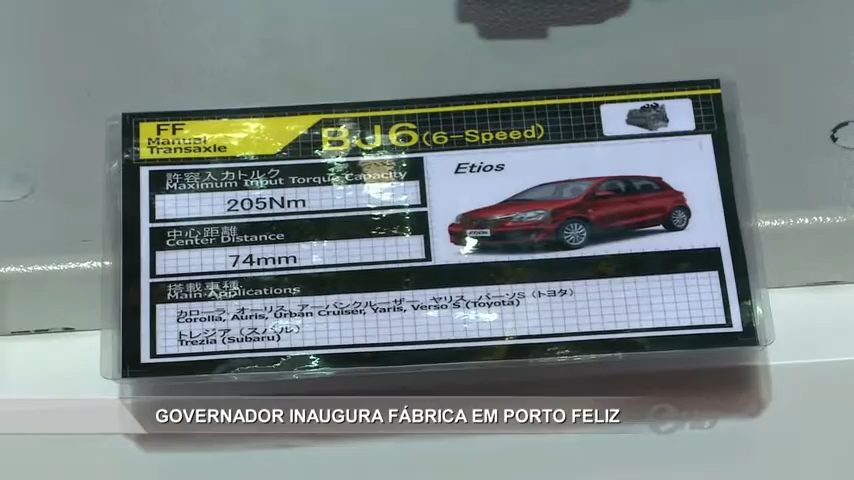 FF
Manual
Transaxle
BJ6(6-Speed)
許容入力トルク
Maximum Input Torque Capacity
205Nm
Etios
中心距離
Center Distance
74mm
搭載車種
Main Applications
カローラ、オーリス、アーバンクルーザー、ヤリス、バーソS(トヨタ)
Corolla, Auris, Urban Cruiser, Yaris, Verso S (Toyota)
トレジア(スバル)
Trezia (Subaru)
GOVERNADOR INAUGURA FÁBRICA EM PORTO FELIZ